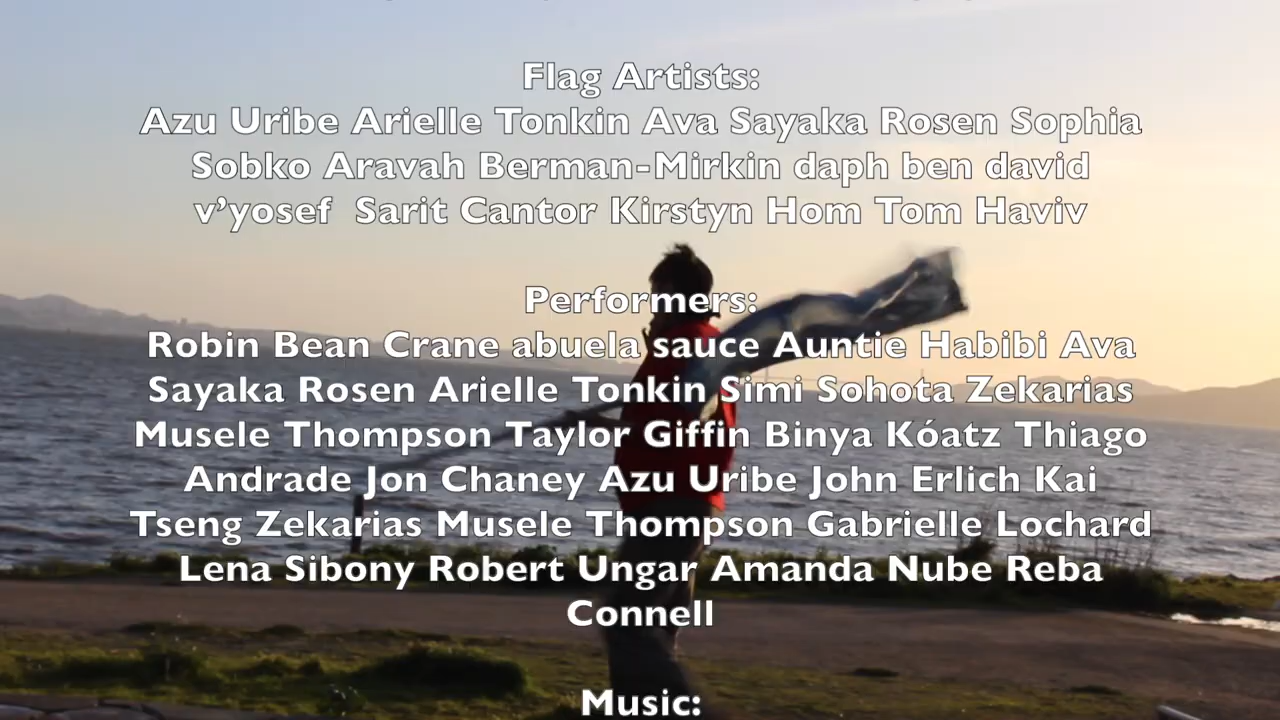 Flag Artists:
Azu Uribe Arielle Tonkin Ava Sayaka Rosen Sophia
Sobko Aravah Berman-Mirkin daph ben david
v’yosef  Sarit Cantor Kirstyn Hom Tom Haviv
Performers:
Robin Bean Crane abuela sauce Auntie Habibi Ava
Sayaka Rosen Arielle Tonkin Simi Sohota Zekarias
Musele Thompson Taylor Giffin Binya Kóatz Thiago
Andrade Jon Chaney Azu Uribe John Erlich Kai
Tseng Zekarias Musele Thompson Gabrielle Lochard
Lena Sibony Robert Ungar Amanda Nube Reba
Connell
Music: